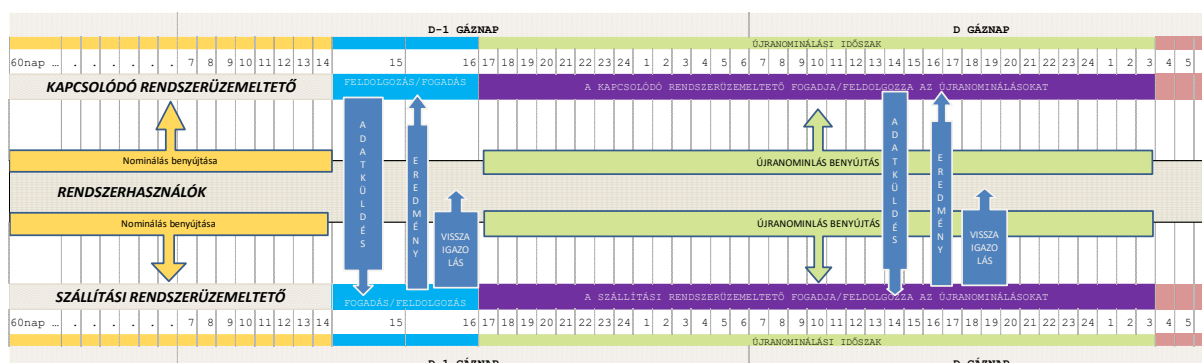 D-1 GÁZNAP D GÁZNAP
ÚJRANOMINÁLÁSI IDŐSZAK
60nap … . . . . . . 7 8 9 10 11 12 13 14 15 16 17 18 19 20 21 22 23 24 1 2 3 4 5 6 7 8 9 10 11 12 13 14 15 16 17 18 19 20 21 22 23 24 1 2 3 4 5
KAPCSOLÓDÓ RENDSZERÜZEMELTETŐ FELDOLGOZÁS/FOGADÁS A KAPCSOLÓDÓ RENDSZERÜZEMELTETŐ FOGADJA/FELDOLGOZZA AZ ÚJRANOMINÁLÁSOKAT
ADATKÜLDÉS
EREDMÉNY
ADATKÜLDÉS
EREDMÉNY
Nominálás benyújtása ÚJRANOMINLÁS BENYÚJTÁS
RENDSZERHASZNÁLÓK
Nominálás benyújtása ÚJRANOMINLÁS BENYÚJTÁS
VISSZA
IGAZO
LÁS
VISSZA
IGAZO
LÁS
SZÁLLÍTÁSI RENDSZERÜZEMELTETŐ FOGADÁS/FELDOLGOZÁS A SZÁLLÍTÁSI RENDSZERÜZEMELTETŐ FOGADJA/FELDOLGOZZA AZ ÚJRANOMINÁLÁSOKAT
60nap … . . . . . . 7 8 9 10 11 12 13 14 15 16 17 18 19 20 21 22 23 24 1 2 3 4 5 6 7 8 9 10 11 12 13 14 15 16 17 18 19 20 21 22 23 24 1 2 3 4 5
ÚJRANOMINÁLÁSI IDŐSZAK
D-1 GÁZNAP D GÁZNAP